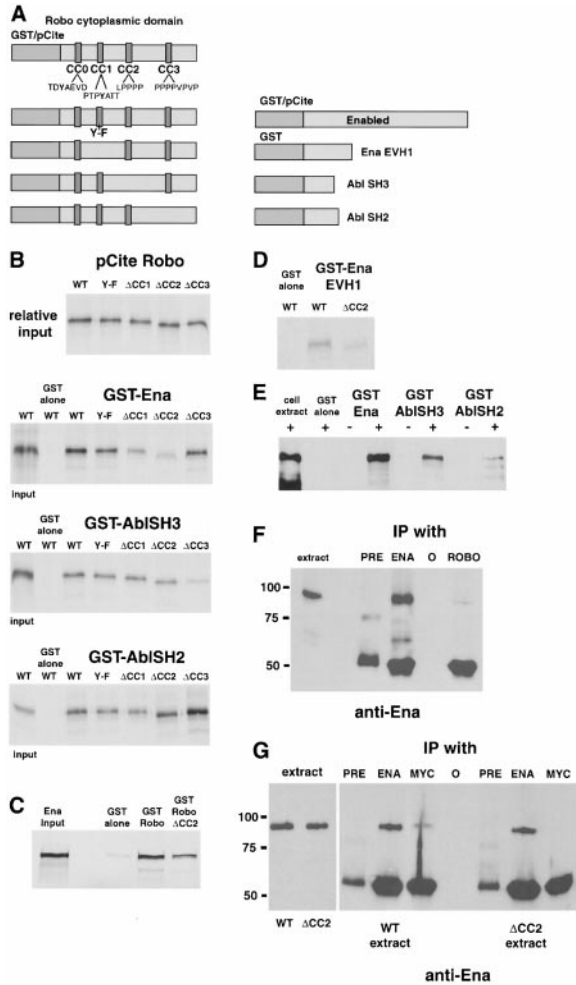 A
Robo cytoplasmic domain
GST/pCite
CC0 CC1 CC2 CC3
TDYAEVD LPPPP PPPPVPVP
PTPYATT
Y-F
GST/pCite
Enabled
GST
Ena EVH1
Abl SH3
Abl SH2
B
pCite Robo
WT Y-F ΔCC1 ΔCC2 ΔCC3
relative
input
GST
alone
GST-Ena
WT WT WT Y-F ΔCC1 ΔCC2 ΔCC3
input
GST
alone
GST-AblSH3
WT WT WT Y-F ΔCC1 ΔCC2 ΔCC3
input
GST
alone
GST-AblSH2
WT WT WT Y-F ΔCC1 ΔCC2 ΔCC3
input
C
Ena
Input
GST
alone
GST
Robo
GST
Robo
ΔCC2
D
GST
alone
GST-Ena
EVH1
WT WT ΔCC2
E
cell
extract
GST
alone
GST
Ena
GST
AblSH3
GST
AblSH2
+ + - + - + - +
F
IP with
extract PRE ENA O ROBO
100
75
50
anti-Ena
G
IP with
extract PRE ENA MYC O PRE ENA MYC
100
75
50
WT ΔCC2
WT
extract
ΔCC2
extract
anti-Ena